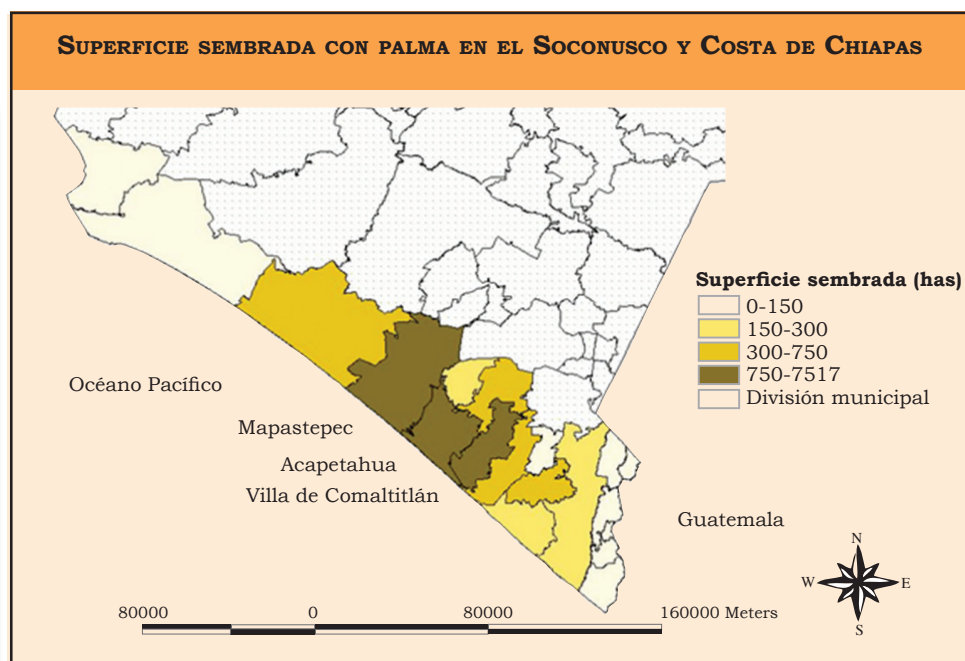 SUPERFICIE SEMBRADA CON PALMA EN EL SOCONUSCO Y COSTA DE CHIAPAS
Superficie sembrada (has)
0-150
150-300
300-750
750-7517
División municipal
Océano Pacífico
Mapastepec
Acapetahua
Villa de Comaltitlán
Guatemala
N
W E
S
80000 0 80000 160000 Meters